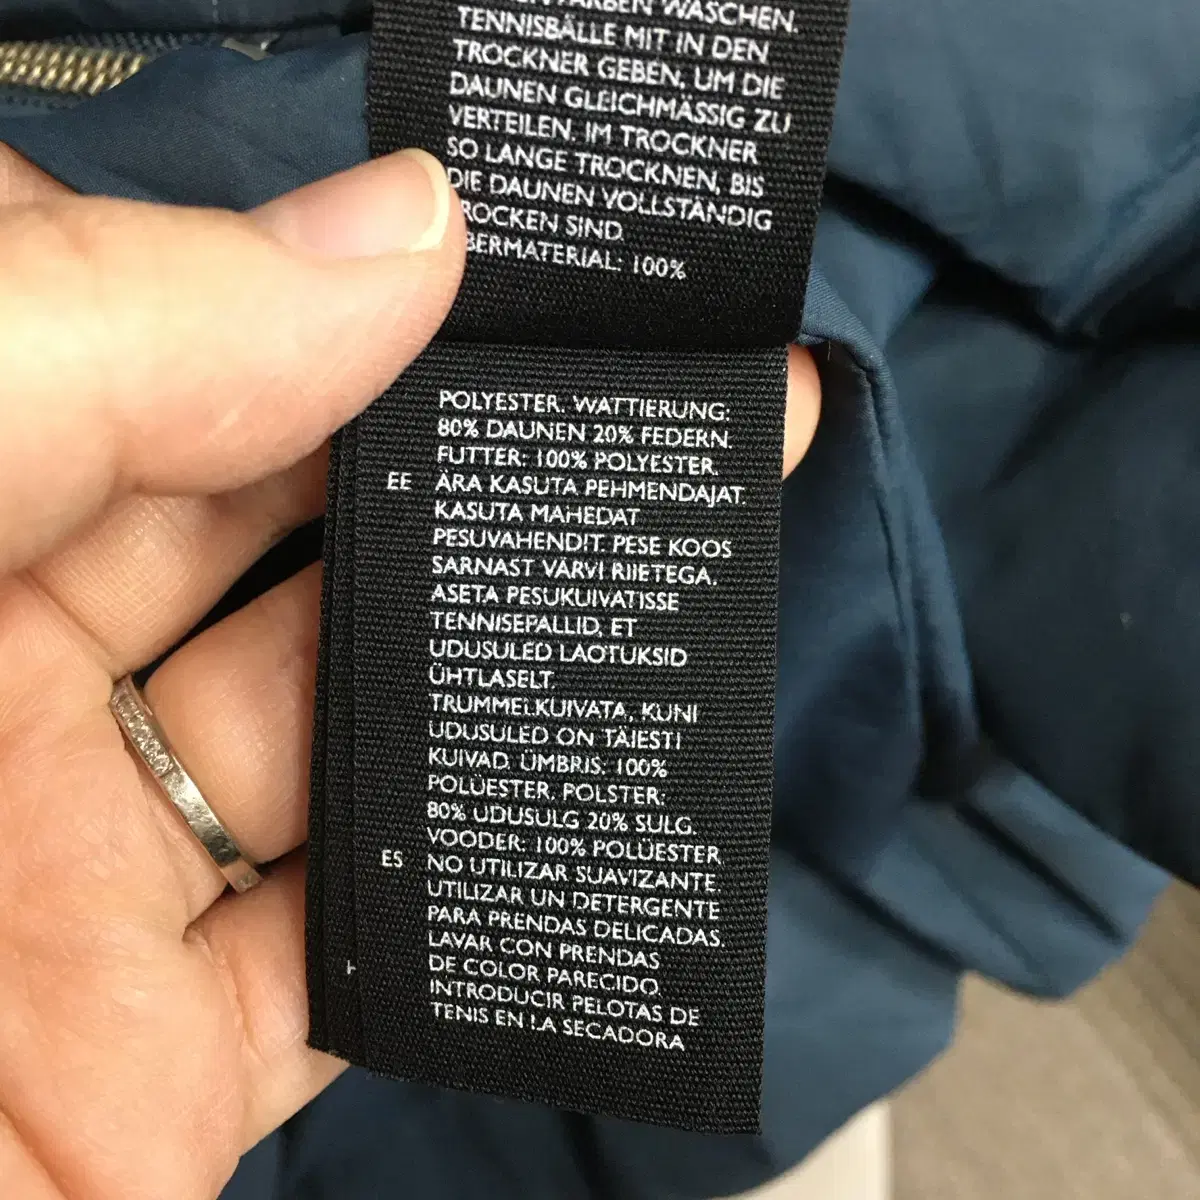 FARBEN WASCHEN.
TENNISBÄLLE MIT IN DEN
TROCKNER GEBEN, UM DIE
DAUNEN GLEICHMÄSSIG ZU
VERTEILEN. IM TROCKNER
SO LANGE TROCKNEN, BIS
DIE DAUNEN VOLLSTÄNDIG
ROCKEN SIND.
BERMATERIAL: 100%
POLYESTER. WATTIERUNG:
80% DAUNEN 20% FEDERN.
FUTTER: 100% POLYESTER.
EE ÄRA KASUTA PEHMENDAJAT.
KASUTA MAHEDAT
PESUVAHENDIT. PESE KOOS
SARNAST VÄRVI RIIETEGA.
ASETA PESUKUIVATISSE
TENNISEPALLID, ET
UDUSULED LAOTUKSID
ÜHTLASELT.
TRUMMELKUIVATA, KUNI
UDUSULED ON TÄIESTI
KUIVAD. ÜMBRIS: 100%
POLÜESTER. POLSTER:
80% UDUSULG 20% SULG.
VOODER: 100% POLÜESTER.
ES NO UTILIZAR SUAVIZANTE.
UTILIZAR UN DETERGENTE
PARA PRENDAS DELICADAS.
LAVAR CON PRENDAS
DE COLOR PARECIDO.
INTRODUCIR PELOTAS DE
TENIS EN LA SECADORA